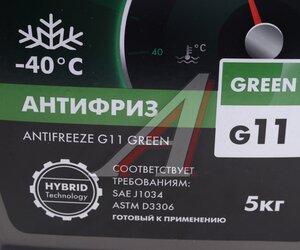 -40°C
40
°C
GREEN
G11
АНТИФРИЗ
ANTIFREEZE G11 GREEN
HYBRID
Technology
СООТВЕТСТВУЕТ
ТРЕБОВАНИЯМ:
SAE J1034
ASTM D3306
ГОТОВЫЙ К ПРИМЕНЕНИЮ
5кг